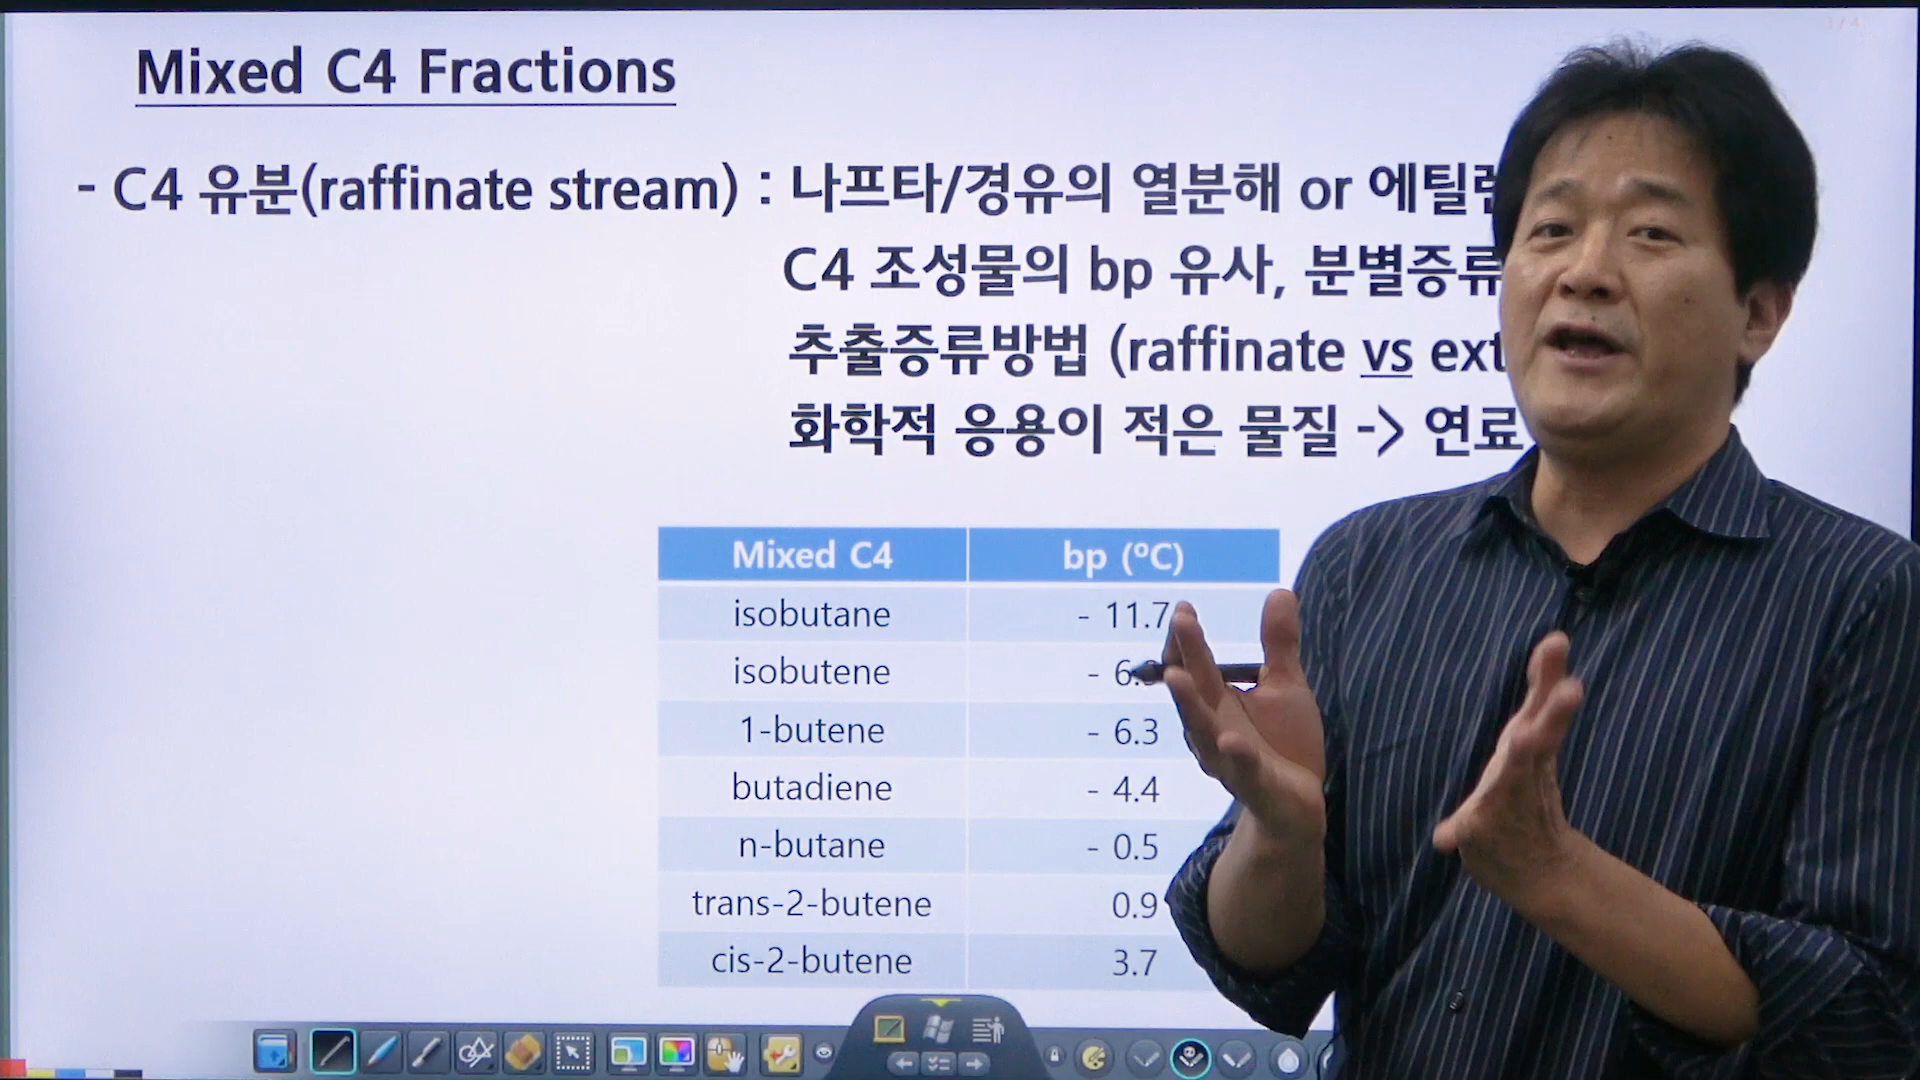 Mixed C4 Fractions
- C4 유분(raffinate stream) : 나프타/경유의 열분해 or
C4 조성물의 bp 유사, 분별증류
추출증류방법 (raffinate vs
화학적 응용이 적은 물질 -> 연료
Mixed C4 bp (ºC)
isobutane - 11.7
isobutene
1-butene - 6.3
butadiene - 4.4
n-butane - 0.5
trans-2-butene 0.9
cis-2-butene 3.7